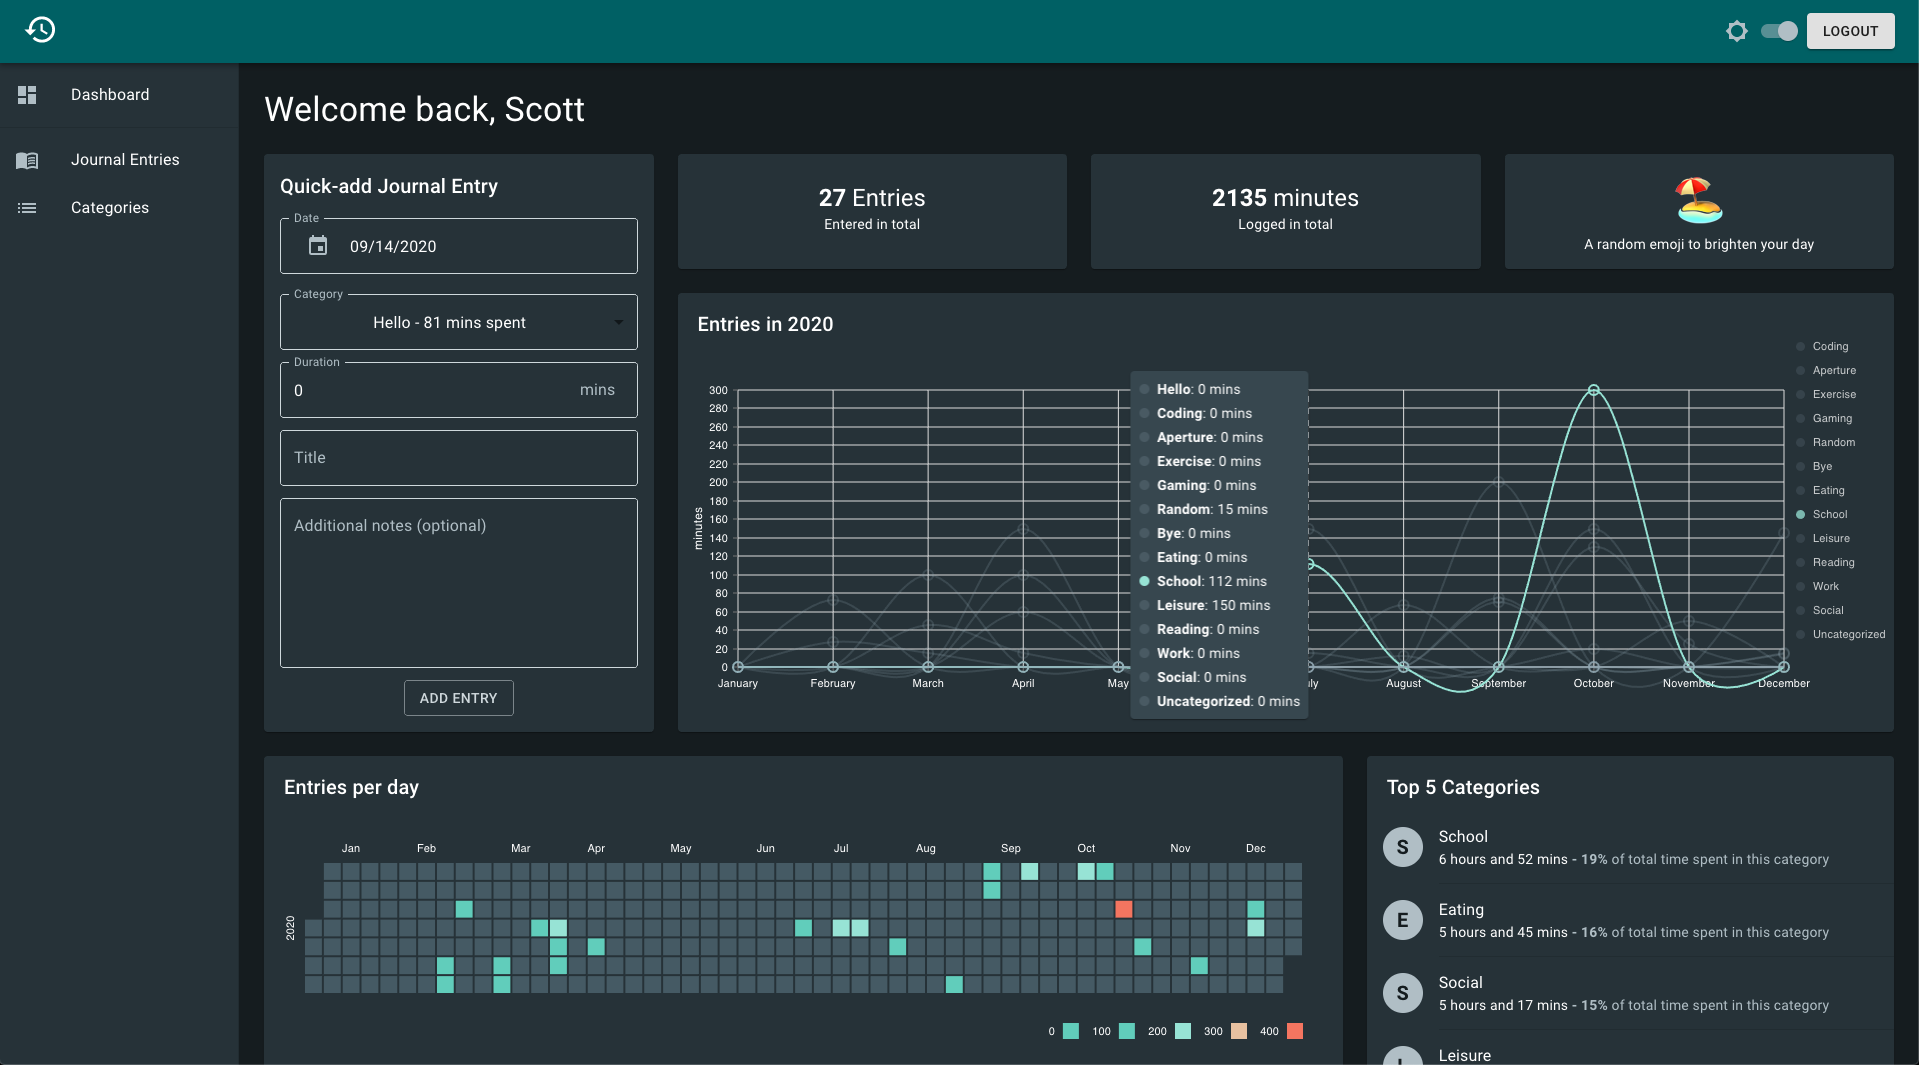 LOGOUT
Dashboard
Journal Entries
Categories
Welcome back, Scott
Quick-add Journal Entry
Date
09/14/2020
Category
Hello - 81 mins spent
Duration
0 mins
Title
Additional notes (optional)
ADD ENTRY
27 Entries
Entered in total
2135 minutes
Logged in total
A random emoji to brighten your day
Entries in 2020
minutes
300
280
260
240
220
200
180
160
140
120
100
80
60
40
20
0
January February March April May ly August September October November December
Hello: 0 mins
Coding: 0 mins
Aperture: 0 mins
Exercise: 0 mins
Gaming: 0 mins
Random: 15 mins
Bye: 0 mins
Eating: 0 mins
School: 112 mins
Leisure: 150 mins
Reading: 0 mins
Work: 0 mins
Social: 0 mins
Uncategorized: 0 mins
Coding
Aperture
Exercise
Gaming
Random
Bye
Eating
School
Leisure
Reading
Work
Social
Uncategorized
Entries per day
Jan Feb Mar Apr May Jun Jul Aug Sep Oct Nov Dec
2020
0 100 200 300 400
Top 5 Categories
S
School
6 hours and 52 mins - 19% of total time spent in this category
E
Eating
5 hours and 45 mins - 16% of total time spent in this category
S
Social
5 hours and 17 mins - 15% of total time spent in this category
Leisure